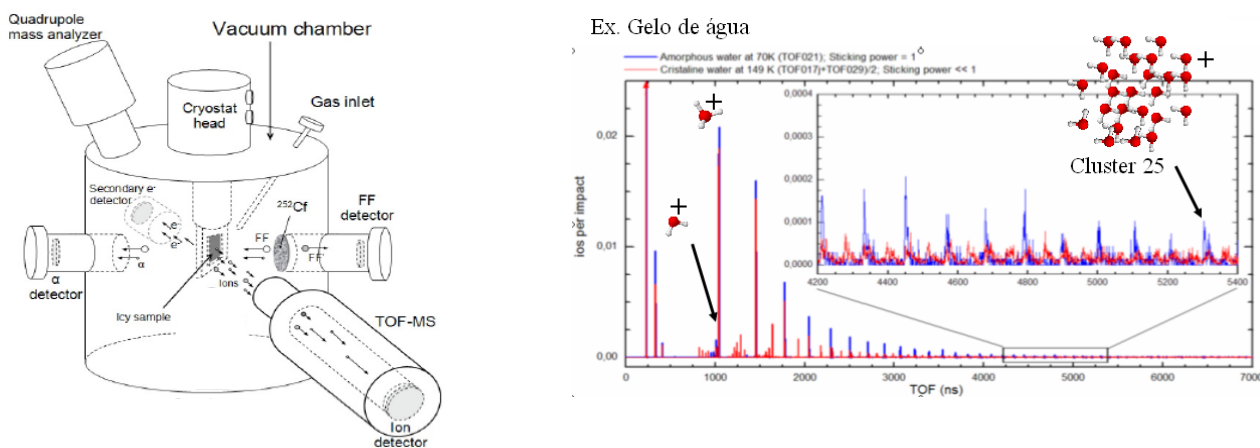 Quadrupole
mass analyzer
Vacuum chamber
Cryostat
head
Gas inlet
Secondary e-
detector
252Cf
FF
detector
e-
e-
FF
FF
α
α
detector
_ Ions
Icy sample
TOF-MS
Ion
detector
Ex. Gelo de água
Amorphous water at 70K (TOF021); Sticking power = 1
Cristaline water at 149 K (TOF017j+TOF029)/2; Sticking power << 1
ios per impact
0,02
0,01
0,00
+
+
+
Cluster 25
0,0004
0,0003
0,0002
0,0001
0,0000
4200 4400 4600 4800 5000 5200 5400
0 1000 2000 3000 4000 5000 6000 7000
TOF (ns)